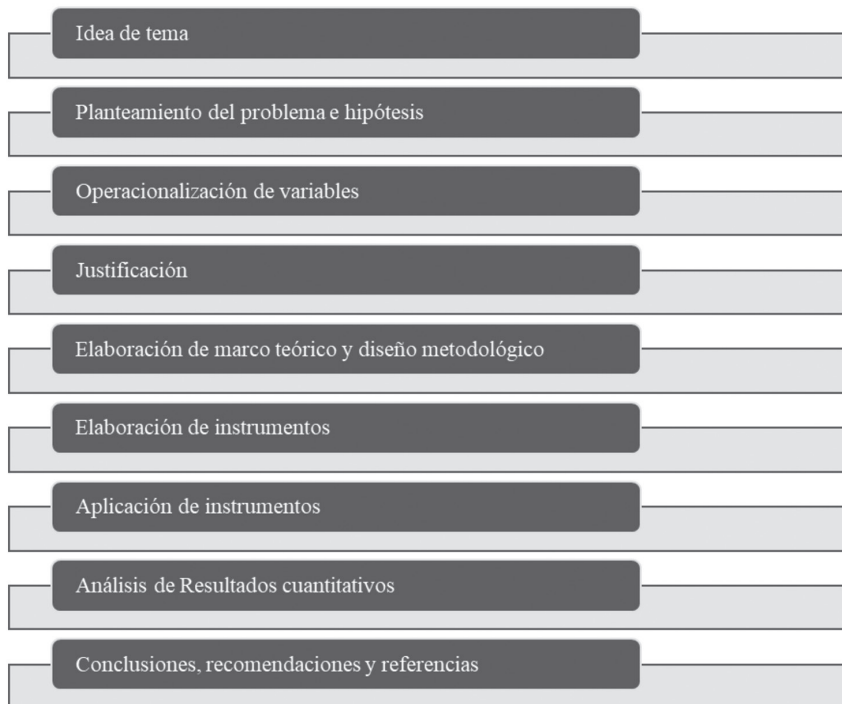 Idea de tema
Planteamiento del problema e hipótesis
Operacionalización de variables
Justificación
Elaboración de marco teórico y diseño metodológico
Elaboración de instrumentos
Aplicación de instrumentos
Análisis de Resultados cuantitativos
Conclusiones, recomendaciones y referencias